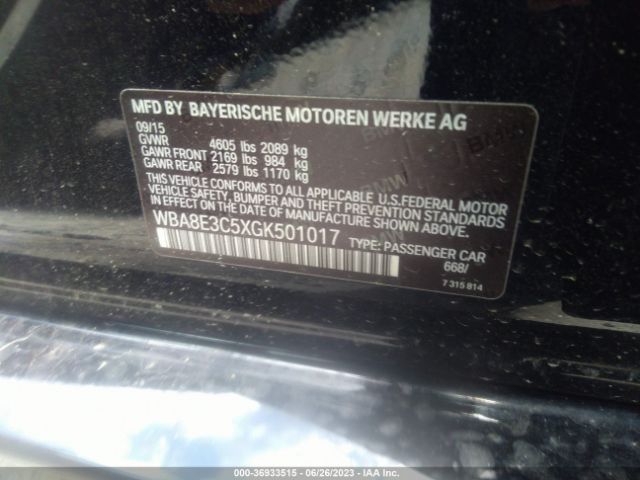 MFD BY BAYERISCHE MOTOREN WERKE AG
09/15
GVWR 4605 lbs 2089 kg
GAWR FRONT 2169 lbs 984 kg
GAWR REAR 2579 lbs 1170 kg
THIS VEHICLE CONFORMS TO ALL APPLICABLE U.S.FEDERAL MOTOR
VEHICLE SAFETY, BUMPER AND THEFT PREVENTION STANDARDS
IN EFFECT ON THE DATE OF MANUFACTURE SHOWN ABOVE.
WBA8E3C5XGK501017 TYPE: PASSENGER CAR
668/
7 315 814
000-36933515 - 06/26/2023 - IAA Inc.